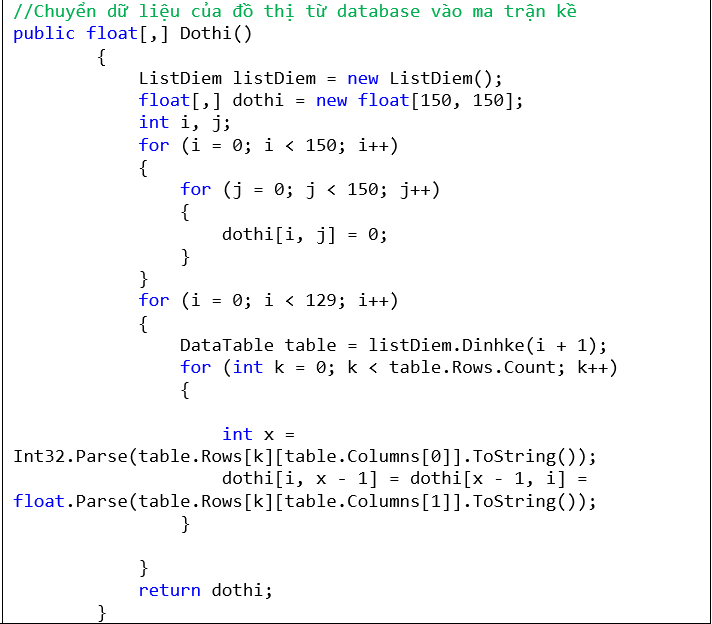 //Chuyển dữ liệu của đồ thị từ database vào ma trận kề
public float[,] Dothi()
        {
            ListDiem listDiem = new ListDiem();
            float[,] dothi = new float[150, 150];
            int i, j;
            for (i = 0; i < 150; i++)
            {
                for (j = 0; j < 150; j++)
                {
                    dothi[i, j] = 0;
                }
            }
            for (i = 0; i < 129; i++)
            {
                DataTable table = listDiem.Dinhke(i + 1);
                for (int k = 0; k < table.Rows.Count; k++)
                {
                    int x =
Int32.Parse(table.Rows[k][table.Columns[0]].ToString());
                    dothi[i, x - 1] = dothi[x - 1, i] =
float.Parse(table.Rows[k][table.Columns[1]].ToString());
                }
            }
            return dothi;
        }